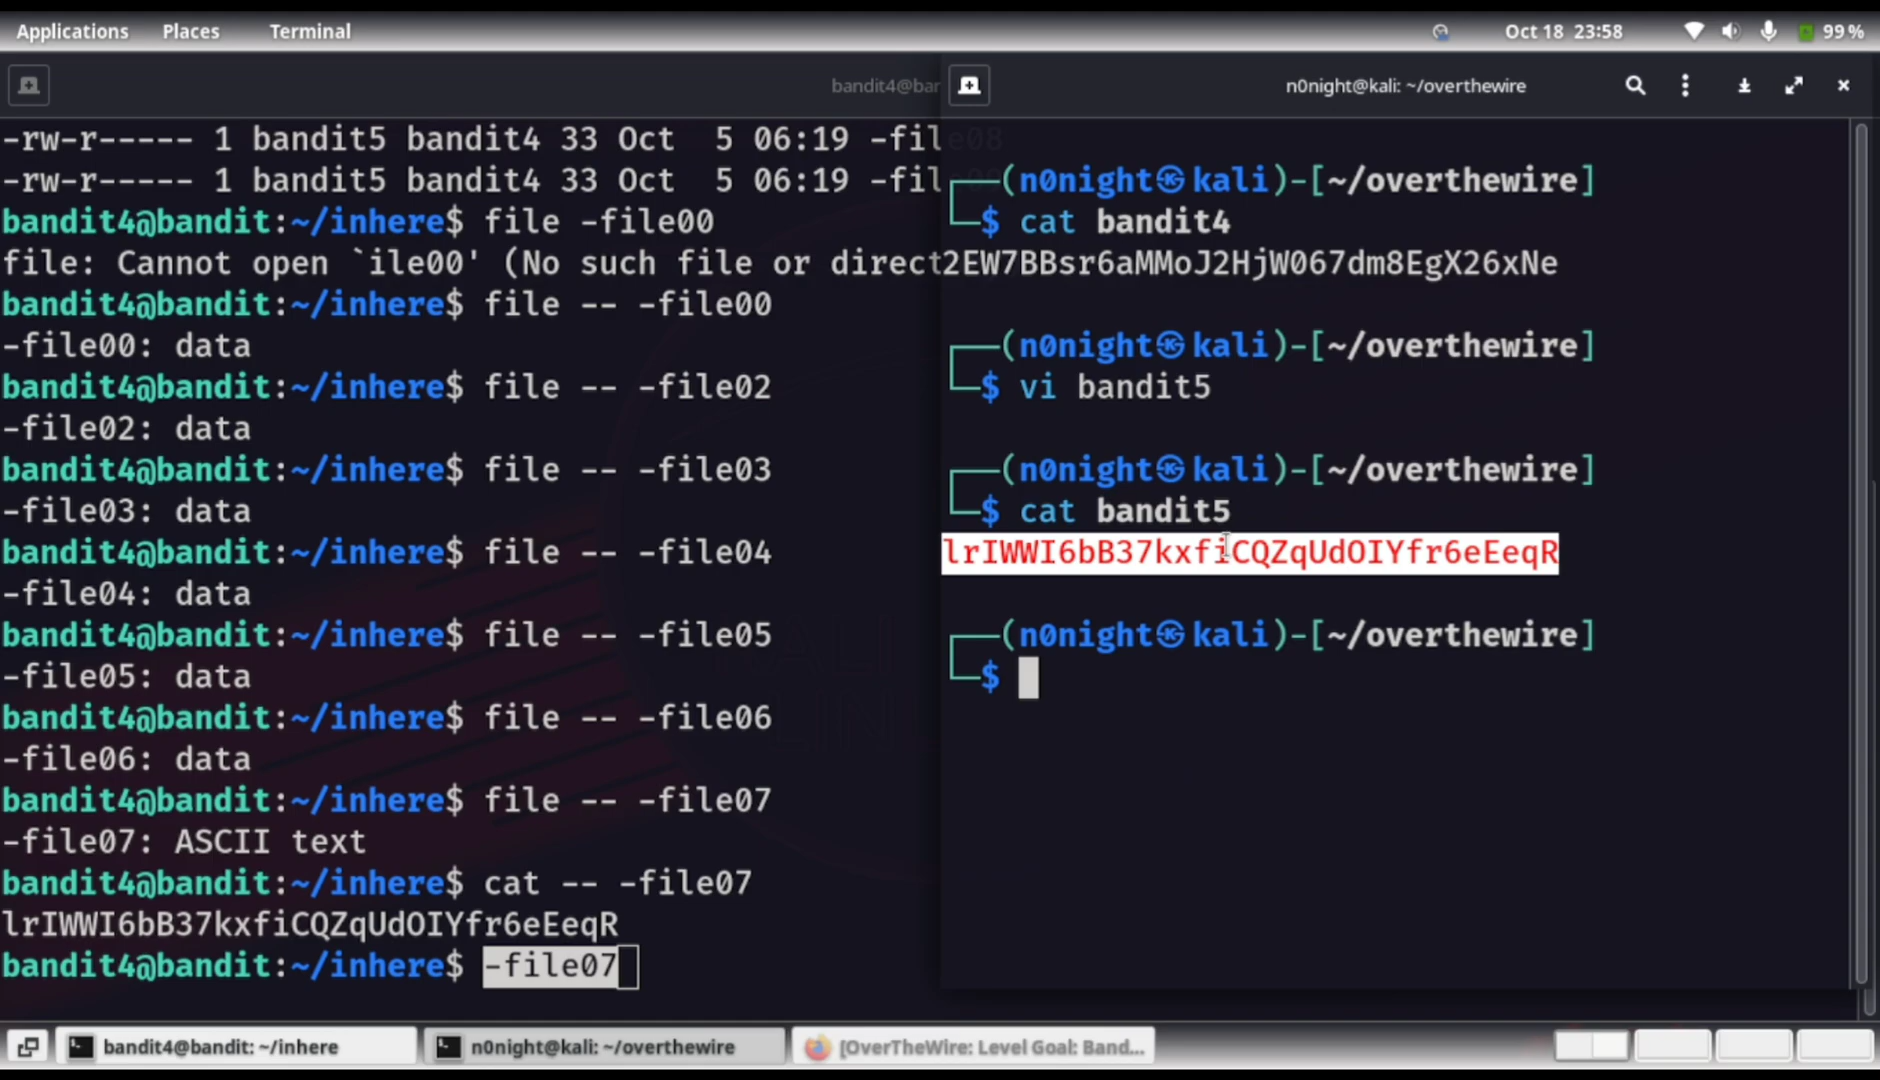 Applications Places Terminal Oct 18 23:58 99%
bandit4@bar
-rw-r----- 1 bandit5 bandit4 33 Oct  5 06:19 -file08
-rw-r----- 1 bandit5 bandit4 33 Oct  5 06:19 -fil
bandit4@bandit:~/inhere$ file -file00
file: Cannot open `ile00' (No such file or direct
bandit4@bandit:~/inhere$ file -- -file00
-file00: data
bandit4@bandit:~/inhere$ file -- -file02
-file02: data
bandit4@bandit:~/inhere$ file -- -file03
-file03: data
bandit4@bandit:~/inhere$ file -- -file04
-file04: data
bandit4@bandit:~/inhere$ file -- -file05
-file05: data
bandit4@bandit:~/inhere$ file -- -file06
-file06: data
bandit4@bandit:~/inhere$ file -- -file07
-file07: ASCII text
bandit4@bandit:~/inhere$ cat -- -file07
lrIWWI6bB37kxfiCQZqUdOIYfr6eEeqR
bandit4@bandit:~/inhere$ -file07
n0night@kali: ~/overthewire
(n0night㉿kali)-[~/overthewire]
$ cat bandit4
2EW7BBsr6aMMoJ2HjW067dm8EgX26xNe
(n0night㉿kali)-[~/overthewire]
$ vi bandit5
(n0night㉿kali)-[~/overthewire]
$ cat bandit5
lrIWWI6bB37kxfiCQZqUdOIYfr6eEeqR
(n0night㉿kali)-[~/overthewire]
$
bandit4@bandit: ~/inhere
n0night@kali: ~/overthewire
[OverTheWire: Level Goal: Band...